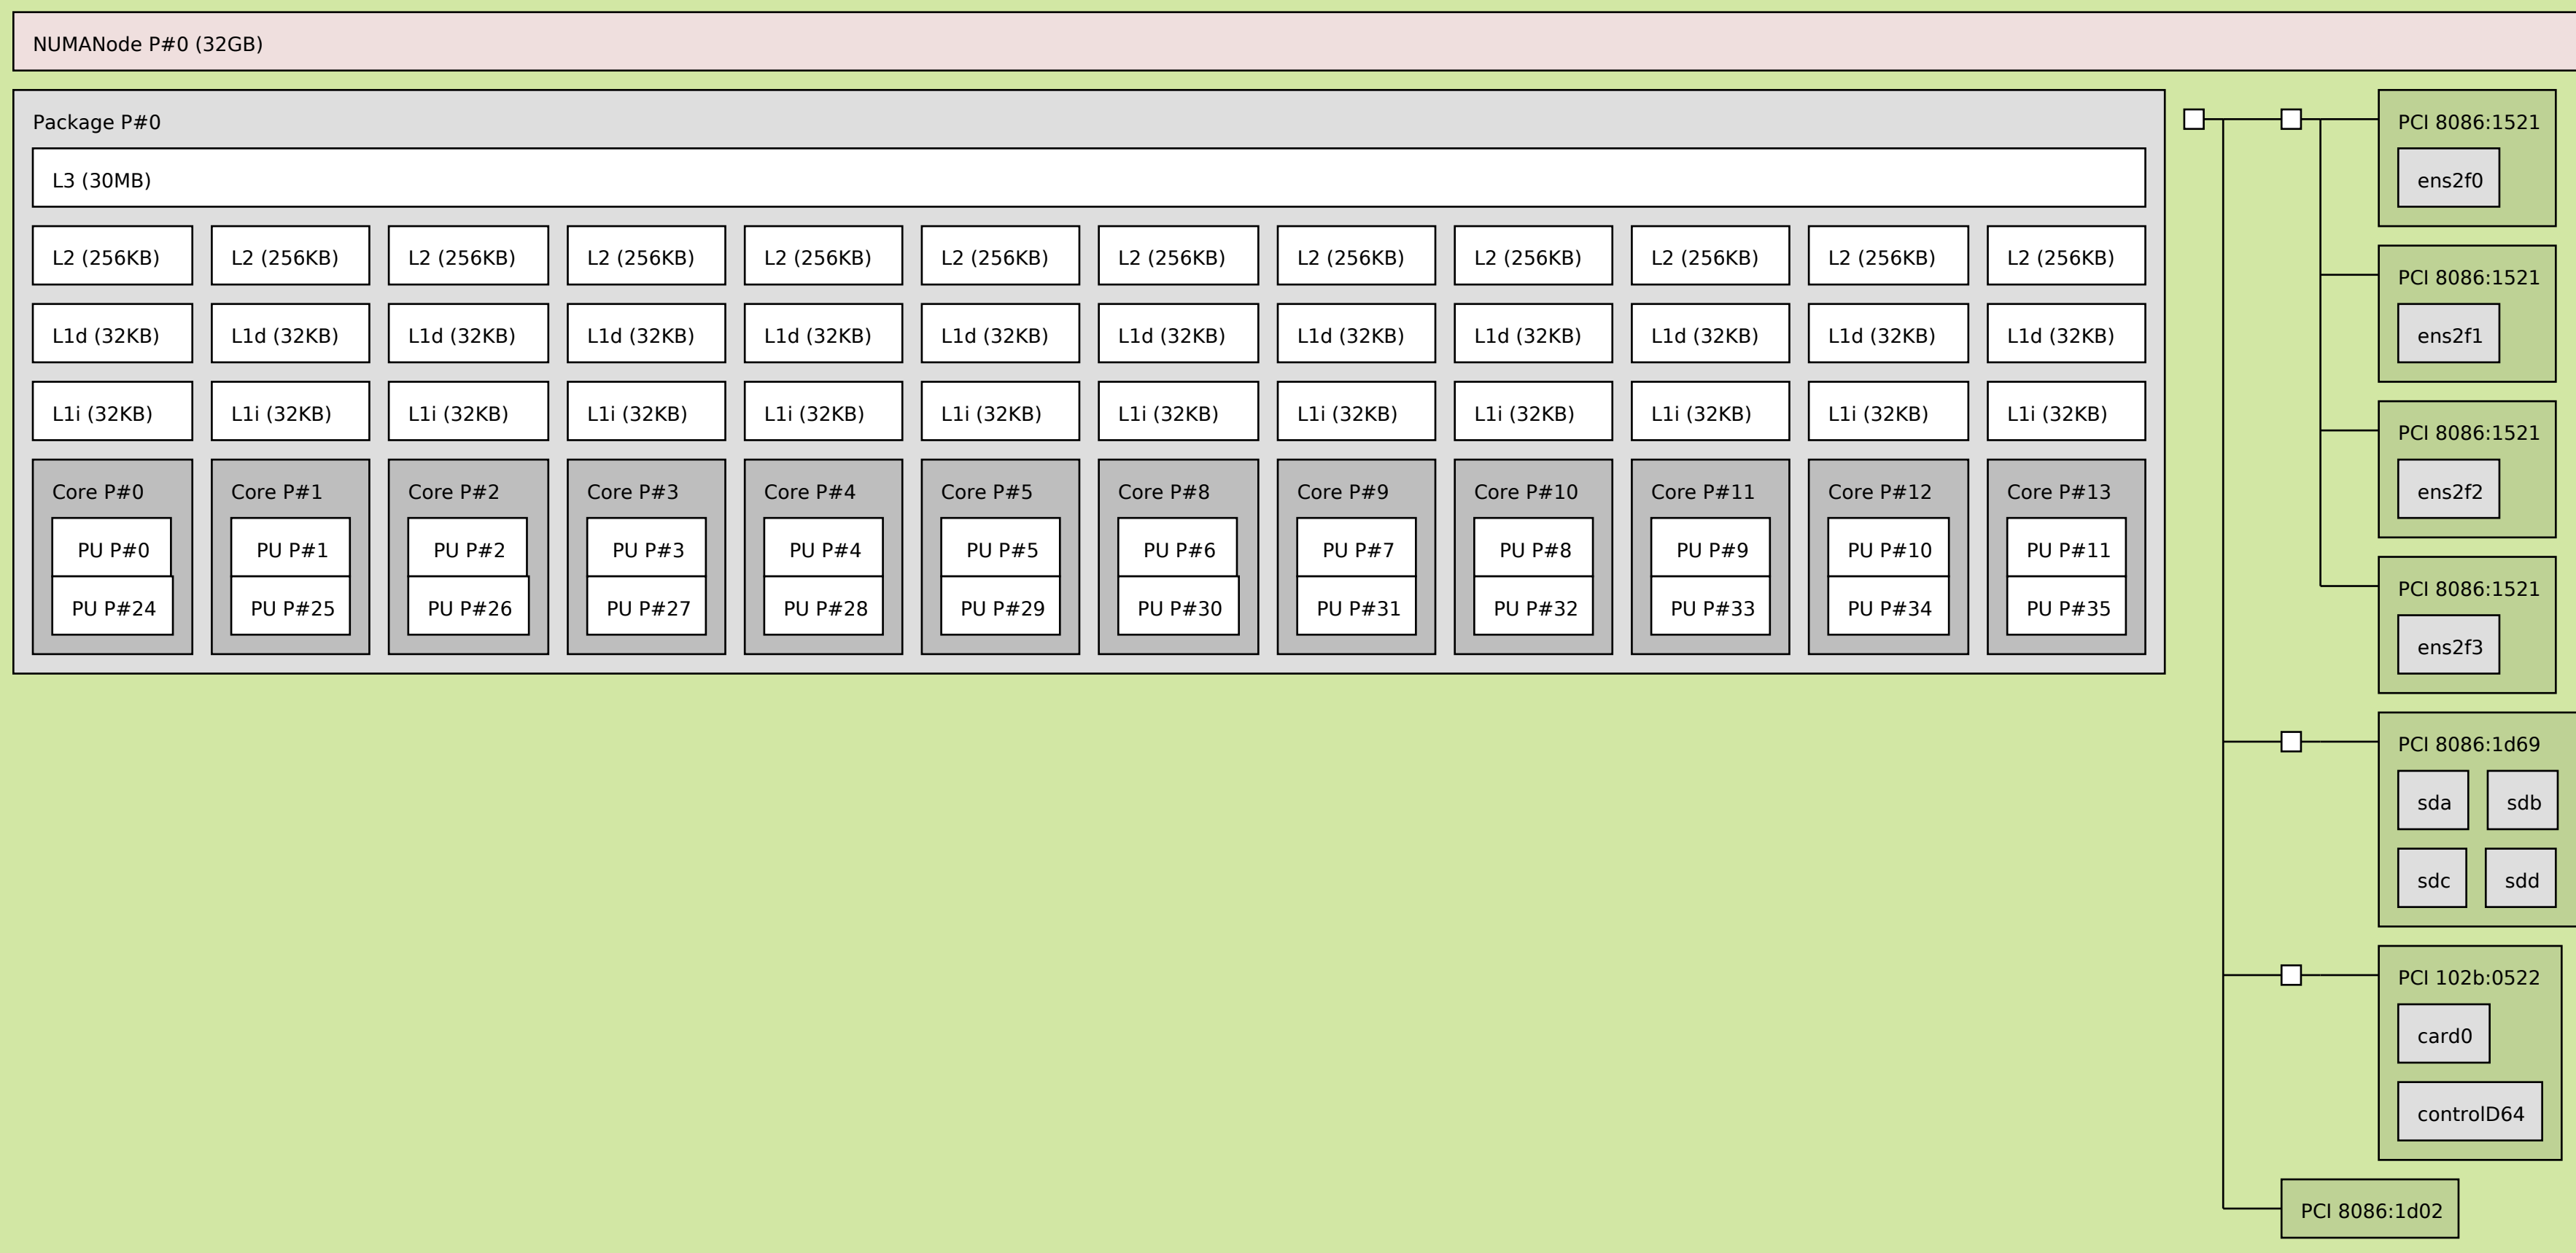 NUMANode P#0 (32GB)
Package P#0
L3 (30MB)
L2 (256KB) L2 (256KB) L2 (256KB) L2 (256KB) L2 (256KB) L2 (256KB) L2 (256KB) L2 (256KB) L2 (256KB) L2 (256KB) L2 (256KB) L2 (256KB)
L1d (32KB) L1d (32KB) L1d (32KB) L1d (32KB) L1d (32KB) L1d (32KB) L1d (32KB) L1d (32KB) L1d (32KB) L1d (32KB) L1d (32KB) L1d (32KB)
L1i (32KB) L1i (32KB) L1i (32KB) L1i (32KB) L1i (32KB) L1i (32KB) L1i (32KB) L1i (32KB) L1i (32KB) L1i (32KB) L1i (32KB) L1i (32KB)
Core P#0 Core P#1 Core P#2 Core P#3 Core P#4 Core P#5 Core P#8 Core P#9 Core P#10 Core P#11 Core P#12 Core P#13
PU P#0 PU P#1 PU P#2 PU P#3 PU P#4 PU P#5 PU P#6 PU P#7 PU P#8 PU P#9 PU P#10 PU P#11
PU P#24 PU P#25 PU P#26 PU P#27 PU P#28 PU P#29 PU P#30 PU P#31 PU P#32 PU P#33 PU P#34 PU P#35
PCI 8086:1521
ens2f0
PCI 8086:1521
ens2f1
PCI 8086:1521
ens2f2
PCI 8086:1521
ens2f3
PCI 8086:1d69
sda sdb
sdc sdd
PCI 102b:0522
card0
controlD64
PCI 8086:1d02